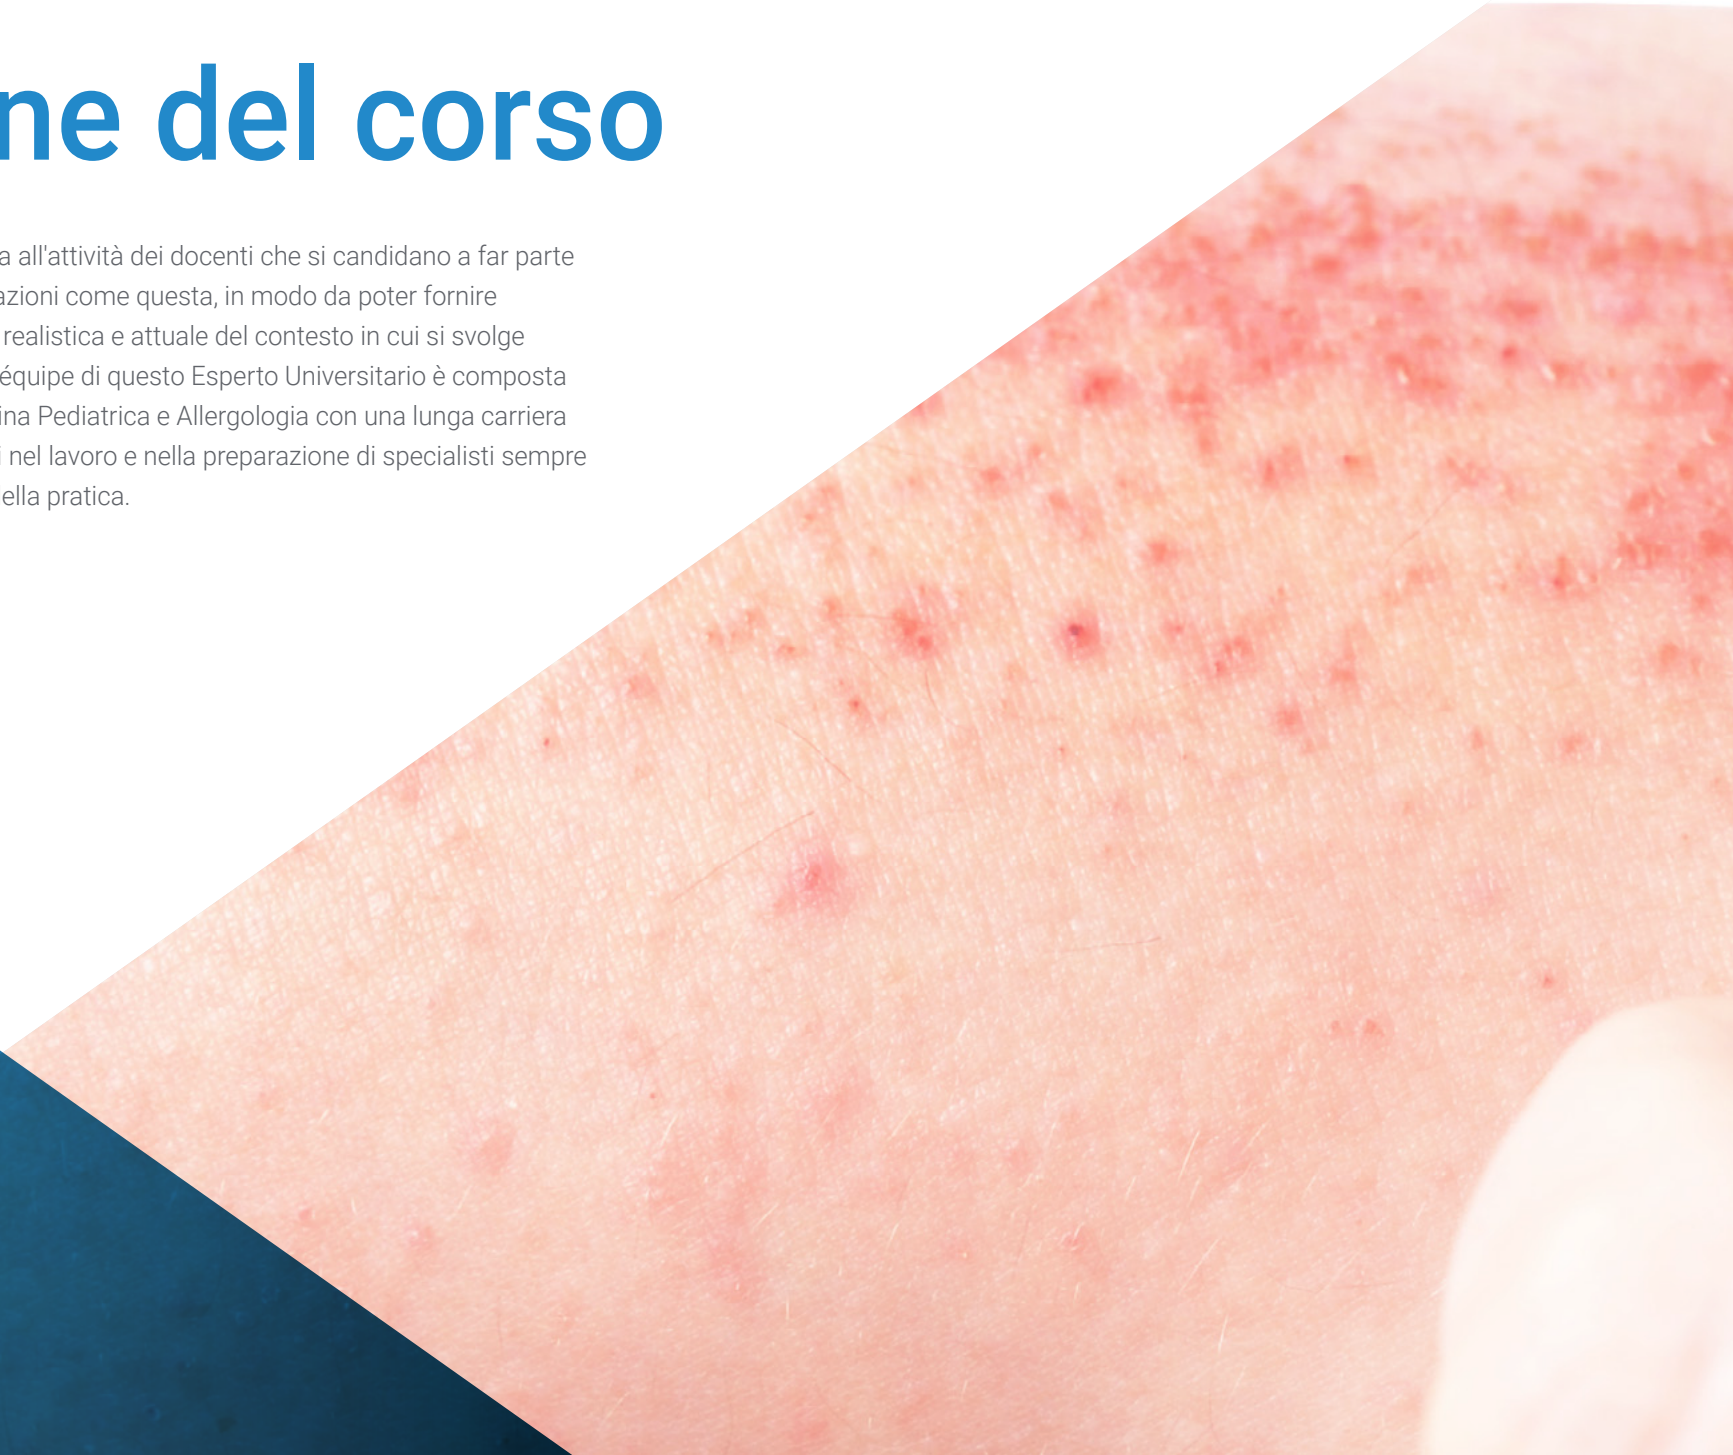 ne del corso
a all'attività dei docenti che si candidano a far parte
azioni come questa, in modo da poter fornire
realistica e attuale del contesto in cui si svolge
équipe di questo Esperto Universitario è composta
ina Pediatrica e Allergologia con una lunga carriera
i nel lavoro e nella preparazione di specialisti sempre
ella pratica.